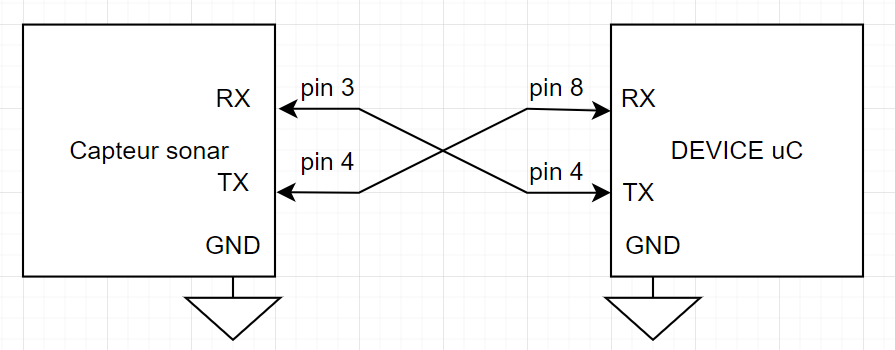 pin 3
pin 8
RX
RX
Capteur sonar
DEVICE uC
pin 4
pin 4
TX
TX
GND
GND